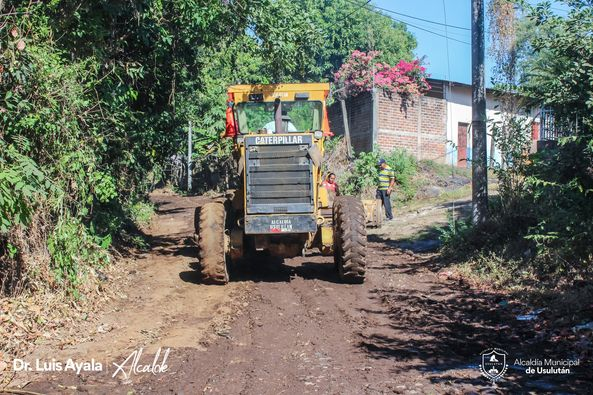 CATERPILLAR
ALCALDIA
Dr. Luis Ayala
Alcalde
Alcaldía Municipal
de Usulután